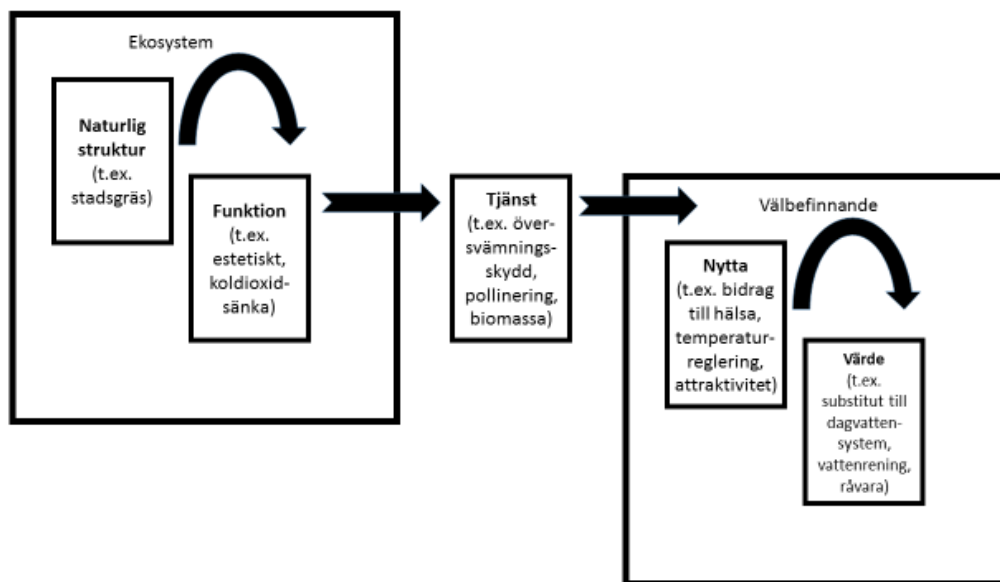 Ekosystem
Naturlig
struktur
(t.ex.
stadsgräs)
Funktion
(t.ex.
estetiskt,
koldioxid-
sänka)
Tjänst
(t.ex. över-
svämnings-
skydd,
pollinering,
biomassa)
Välbefinnande
Nytta
(t.ex. bidrag
till hälsa,
temperatur-
reglering,
attraktivitet)
Värde
(t.ex.
substitut till
dagvatten-
system,
vattenrening,
råvara)